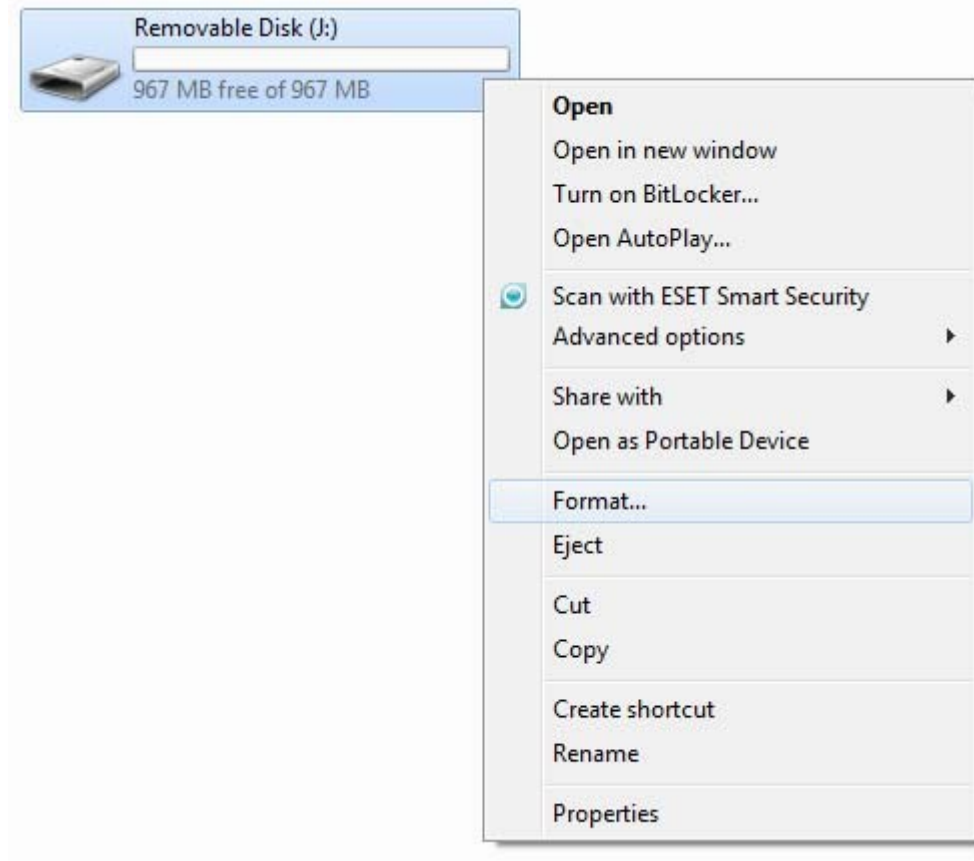 Removable Disk (J:)
967 MB free of 967 MB
Open
Open in new window
Turn on BitLocker...
Open AutoPlay...
Scan with ESET Smart Security
Advanced options
Share with
Open as Portable Device
Format...
Eject
Cut
Copy
Create shortcut
Rename
Properties